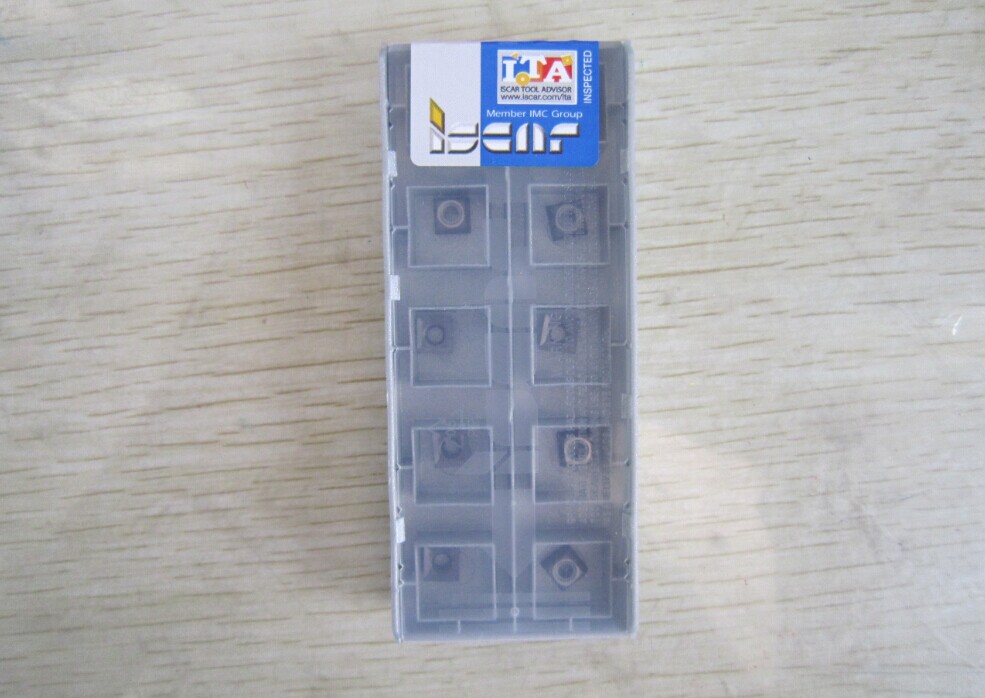 ITA
ISCAR TOOL ADVISOR
www.iscar.com/ita
INSPECTED
Member IMC Group
iscar